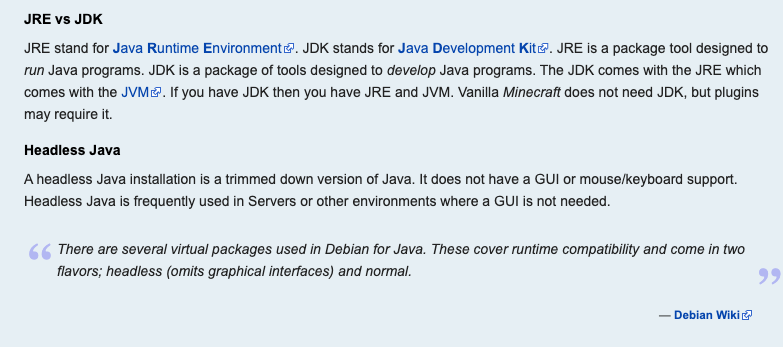 JRE vs JDK
JRE stand for Java Runtime Environment. JDK stands for Java Development Kit. JRE is a package tool designed to
run Java programs. JDK is a package of tools designed to develop Java programs. The JDK comes with the JRE which
comes with the JVM. If you have JDK then you have JRE and JVM. Vanilla Minecraft does not need JDK, but plugins
may require it.
Headless Java
A headless Java installation is a trimmed down version of Java. It does not have a GUI or mouse/keyboard support.
Headless Java is frequently used in Servers or other environments where a GUI is not needed.
“ There are several virtual packages used in Debian for Java. These cover runtime compatibility and come in two
flavors; headless (omits graphical interfaces) and normal. ”
— Debian Wiki